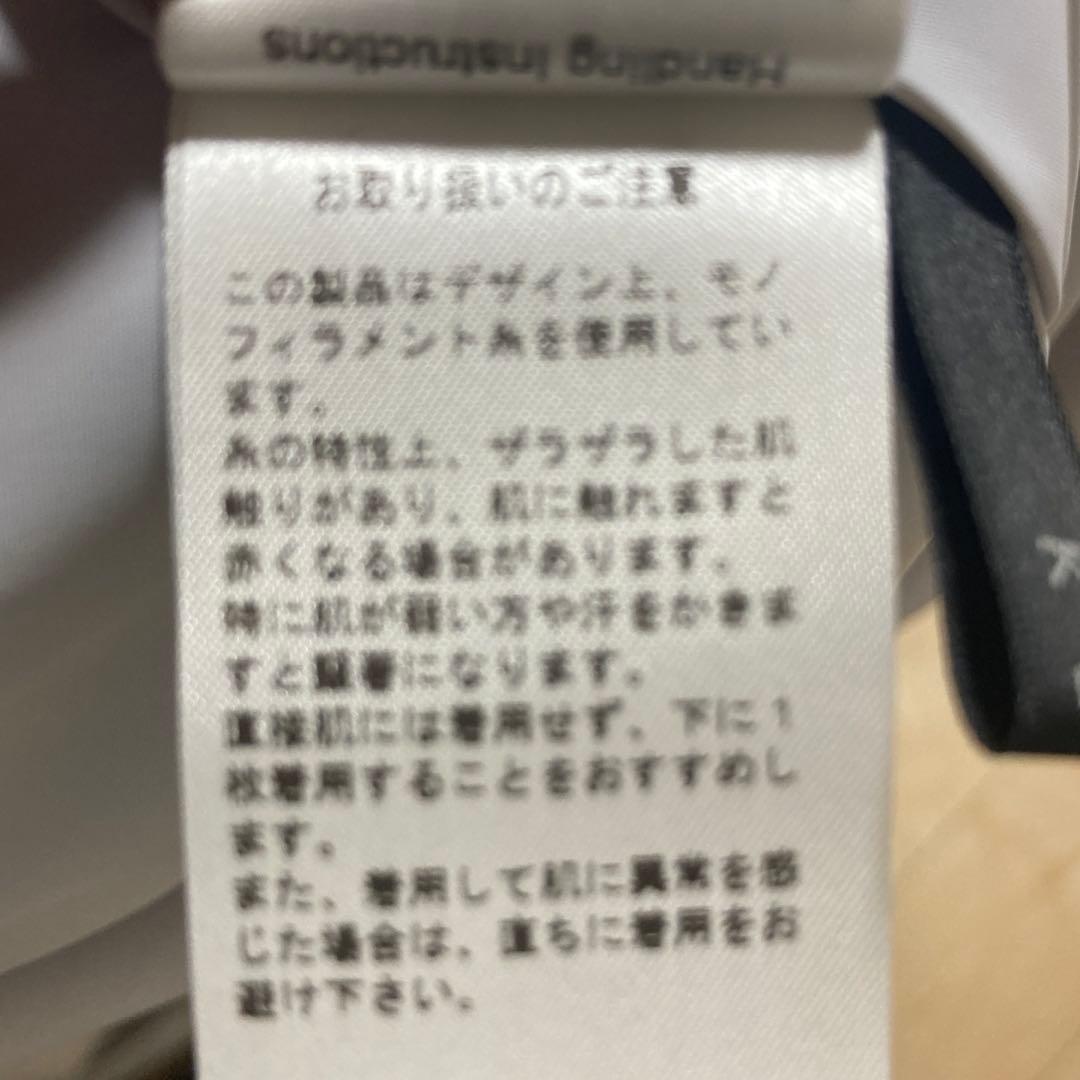 Handling Instructions
お取り扱いのご注意
この製品はデザイン上、モノ
フィラメント糸を使用してい
ます。
糸の特性上、ザラザラした肌
触りがあり、肌に触れますと
赤くなる場合があります。
特に肌が弱い方や汗をかきま
すと顕著になります。
直接肌には着用せず、下に1
枚着用することをおすすめし
ます。
また、着用して肌に異常を感
じた場合は、直ちに着用をお
避け下さい。
K